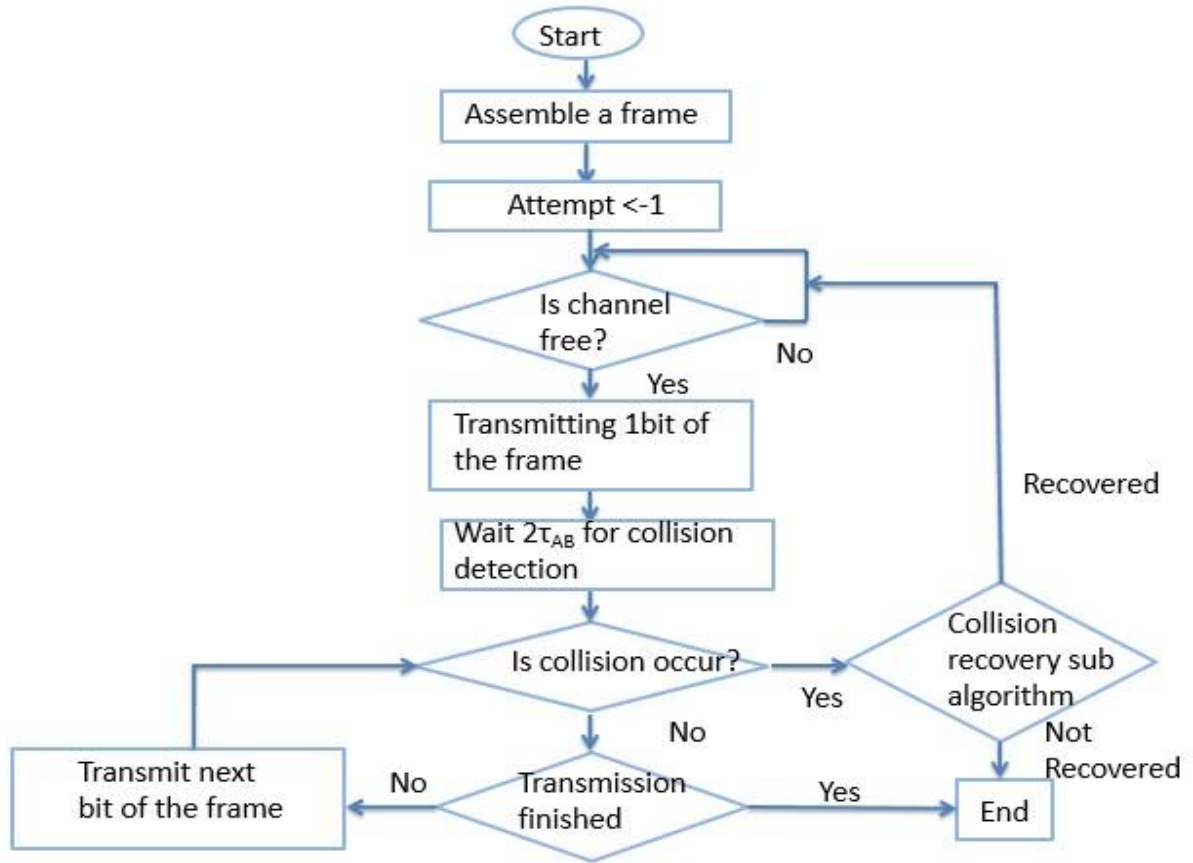 Start
Assemble a frame
Attempt <-1
Is channel
free?
No
Yes
Transmitting 1bit of
the frame
Wait 2τAB for collision
detection
Recovered
Is collision occur?
Yes
Collision
recovery sub
algorithm
No
Not
Recovered
Transmit next
bit of the frame
No
Transmission
finished
Yes
End